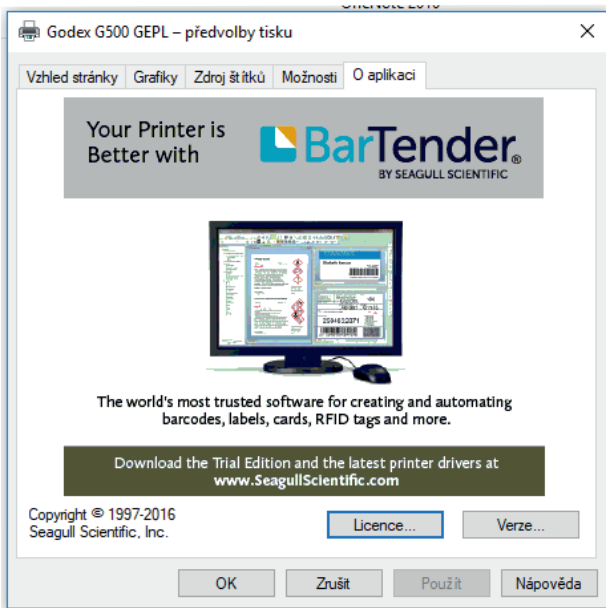 OneNote 2016
Godex G500 GEPL – předvolby tisku
Vzhled stránky Grafiky Zdroj štítků Možnosti O aplikaci
Your Printer is
Better with
BarTender®
BY SEAGULL SCIENTIFIC
The world's most trusted software for creating and automating
barcodes, labels, cards, RFID tags and more.
Download the Trial Edition and the latest printer drivers at
www.SeagullScientific.com
Copyright © 1997-2016
Seagull Scientific, Inc.
Licence...
Verze...
OK Zrušit Použít Nápověda